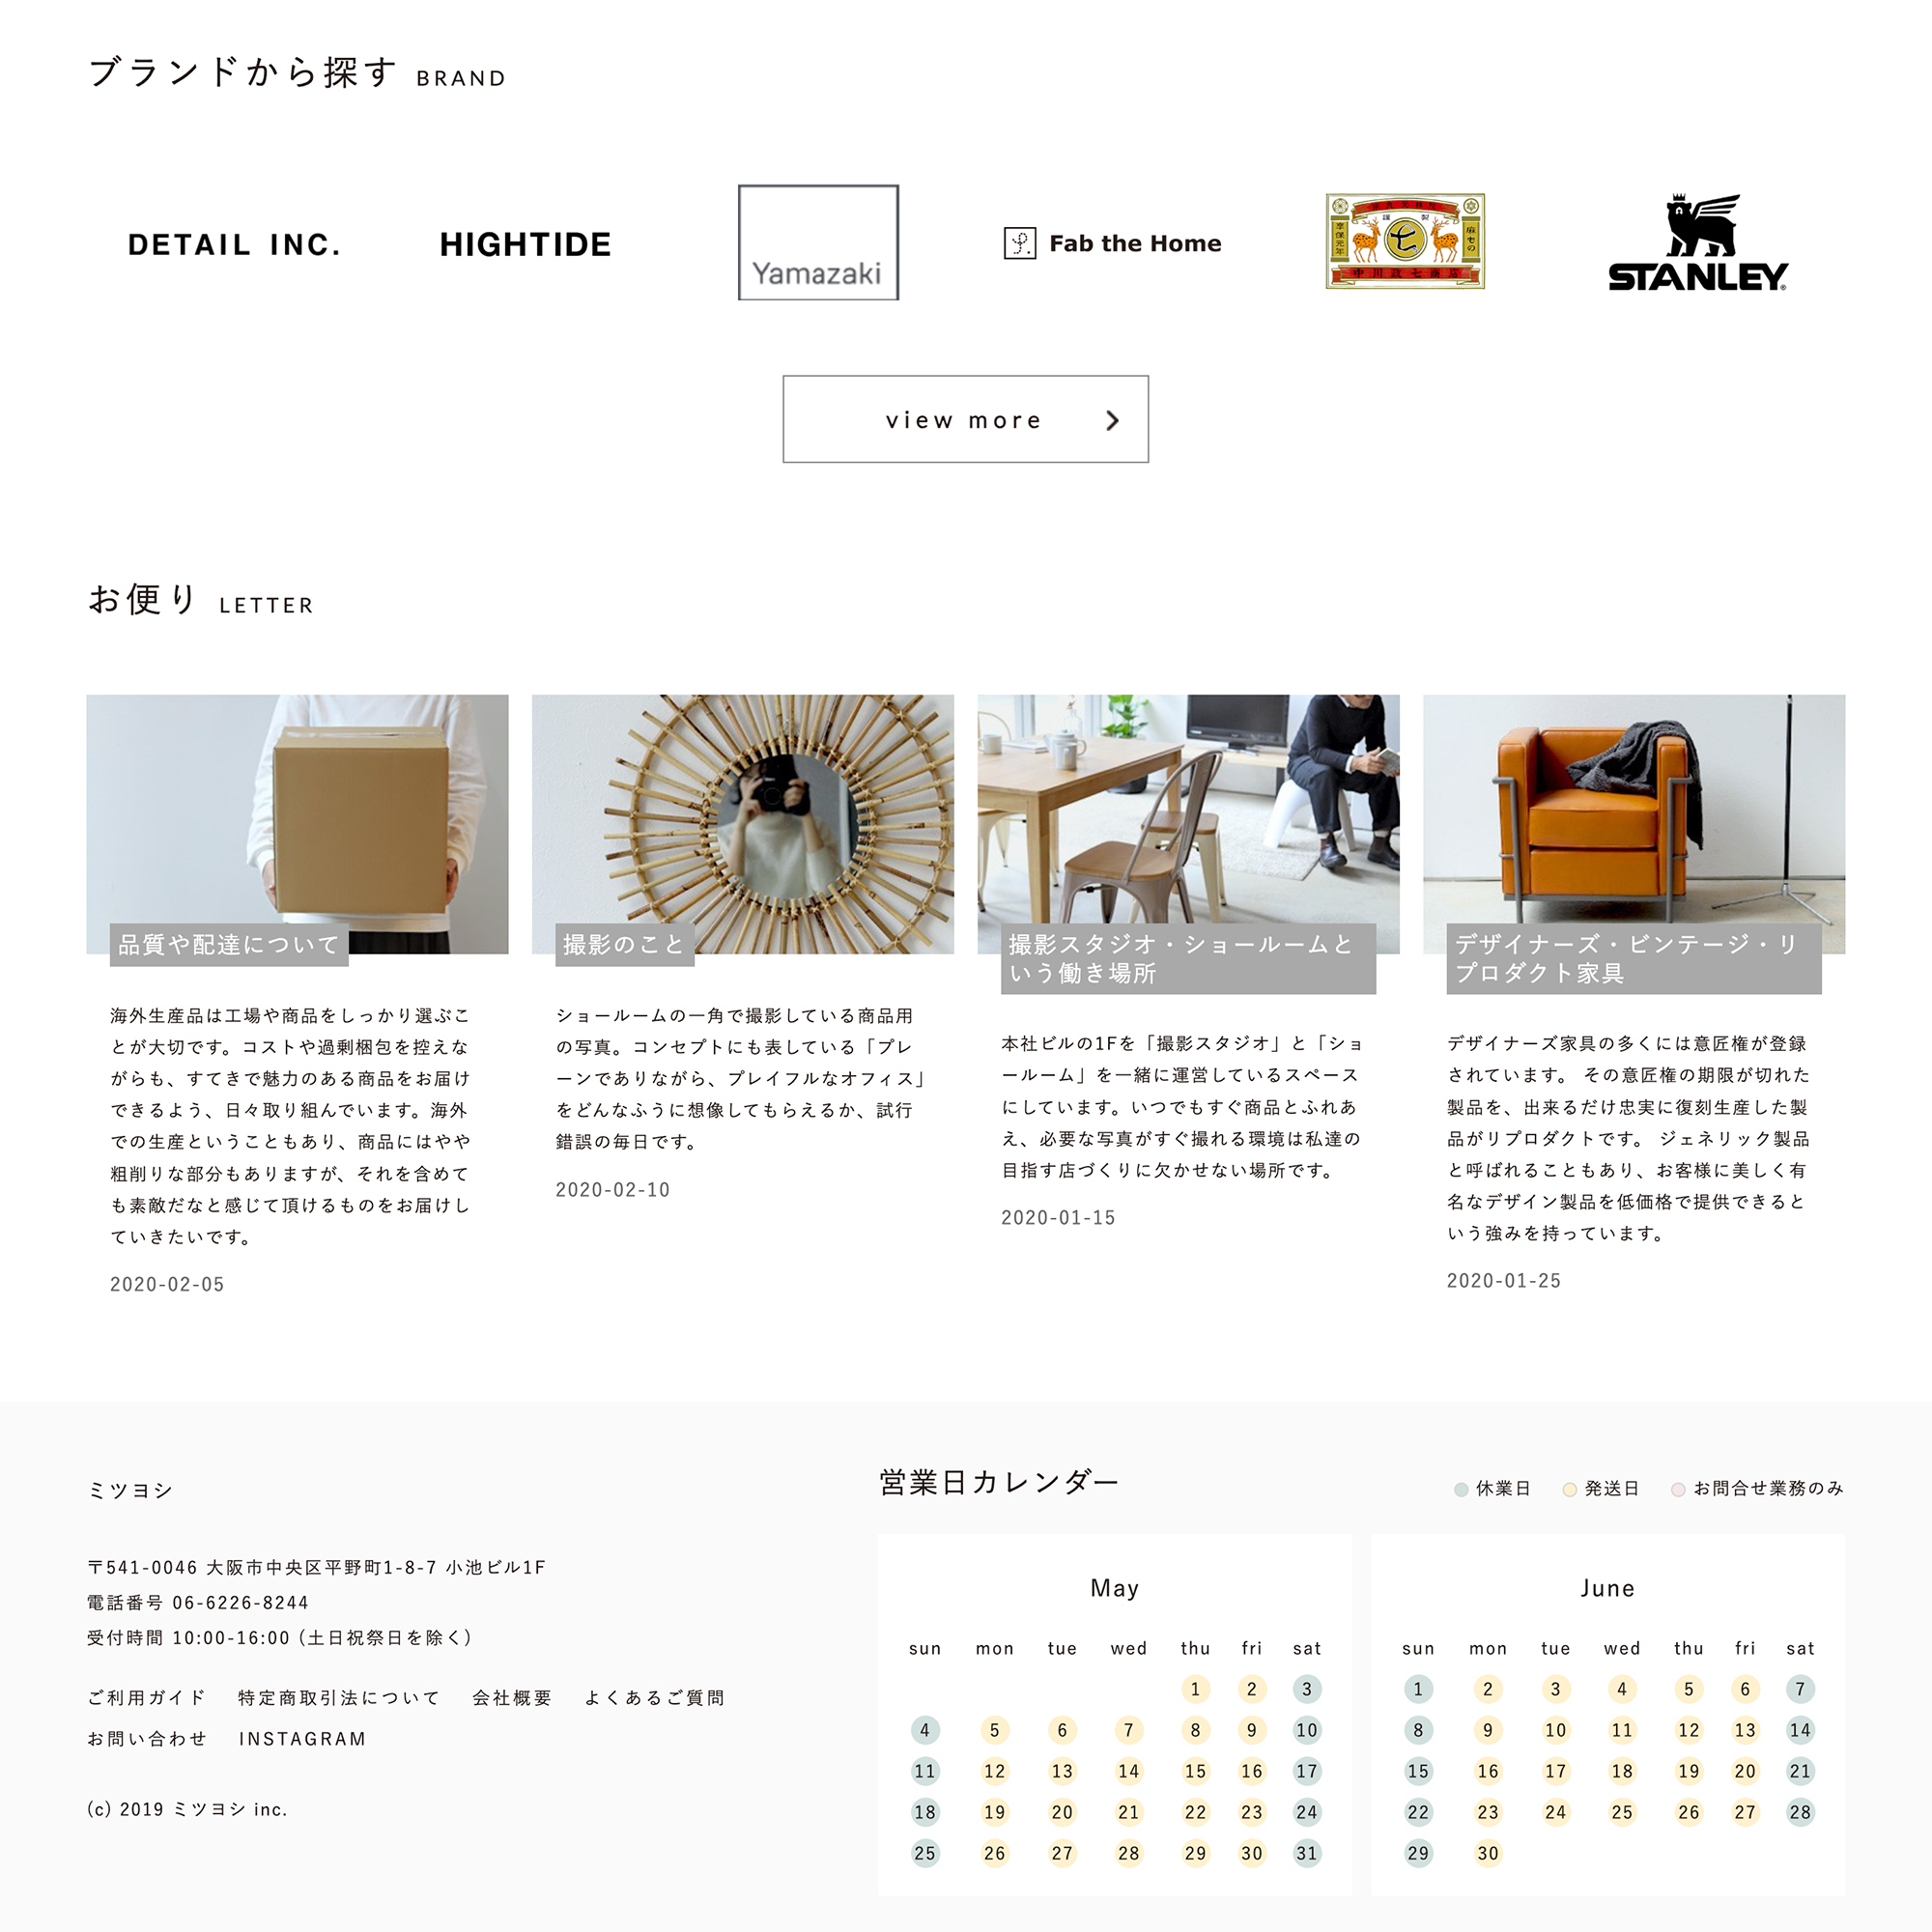 ブランドから探す BRAND
DETAIL INC.
HIGHTIDE
Yamazaki
Fab the Home
謹製
享保元年
麻もの
七
中川政七商店
STANLEY
view more
お便り LETTER
品質や配達について
海外生産品は工場や商品をしっかり選ぶこ
とが大切です。コストや過剰梱包を控えな
がらも、すてきで魅力のある商品をお届け
できるよう、日々取り組んでいます。海外
での生産ということもあり、商品にはやや
粗削りな部分もありますが、それを含めて
も素敵だなと感じて頂けるものをお届けし
ていきたいです。
2020-02-05
撮影のこと
ショールームの一角で撮影している商品用
の写真。コンセプトにも表している「プレ
ーンでありながら、プレイフルなオフィス」
をどんなふうに想像してもらえるか、試行
錯誤の毎日です。
2020-02-10
撮影スタジオ・ショールームと
いう働き場所
本社ビルの1Fを「撮影スタジオ」と「ショ
ールーム」を一緒に運営しているスペース
にしています。いつでもすぐ商品とふれあ
え、必要な写真がすぐ撮れる環境は私達の
目指す店づくりに欠かせない場所です。
2020-01-15
デザイナーズ・ビンテージ・リ
プロダクト家具
デザイナーズ家具の多くには意匠権が登録
されています。 その意匠権の期限が切れた
製品を、出来るだけ忠実に復刻生産した製
品がリプロダクトです。 ジェネリック製品
と呼ばれることもあり、お客様に美しく有
名なデザイン製品を低価格で提供できると
いう強みを持っています。
2020-01-25
ミツヨシ
〒541-0046 大阪市中央区平野町1-8-7 小池ビル1F
電話番号 06-6226-8244
受付時間 10:00-16:00 (土日祝祭日を除く)
ご利用ガイド 特定商取引法について 会社概要 よくあるご質問
お問い合わせ INSTAGRAM
(c) 2019 ミツヨシ inc.
営業日カレンダー
休業日 発送日 お問合せ業務のみ
May
sun mon tue wed thu fri sat
1 2 3
4 5 6 7 8 9 10
11 12 13 14 15 16 17
18 19 20 21 22 23 24
25 26 27 28 29 30 31
June
sun mon tue wed thu fri sat
1 2 3 4 5 6 7
8 9 10 11 12 13 14
15 16 17 18 19 20 21
22 23 24 25 26 27 28
29 30